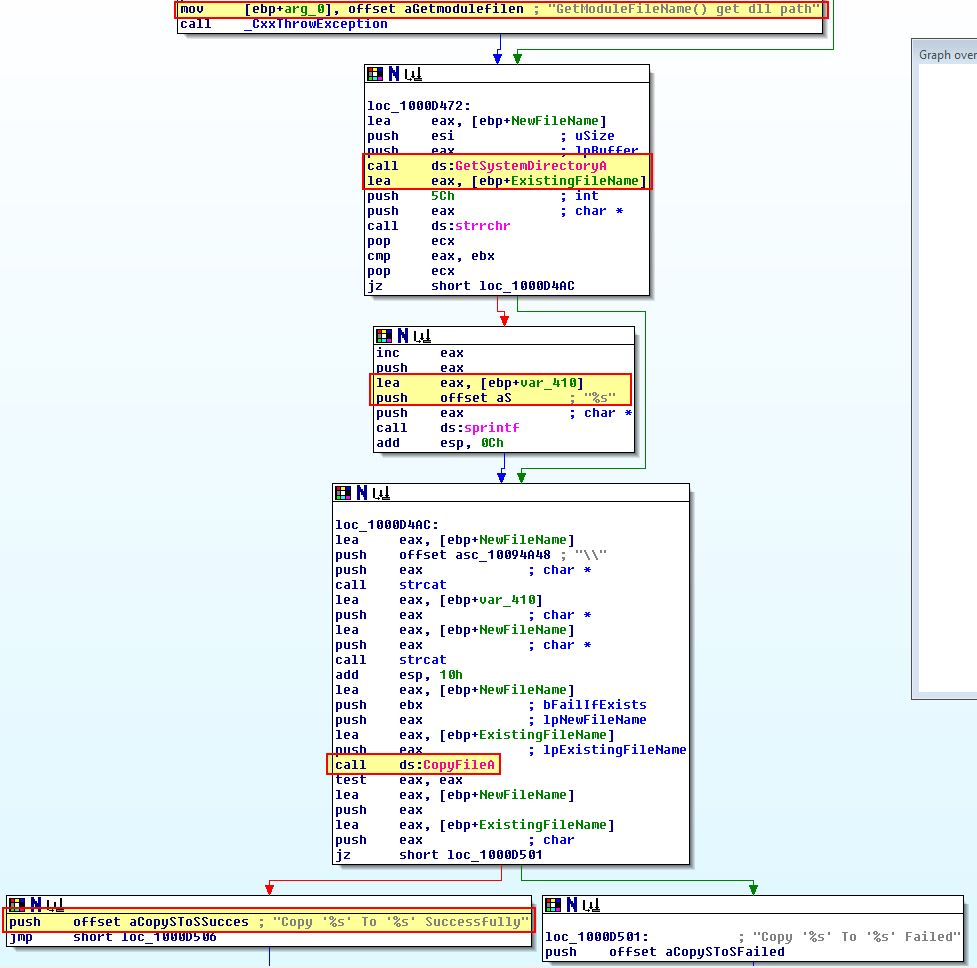 mov [ebp+arg_0], offset aGetmodulefilen ; "GetModuleFileName() get dll path"
call _CxxThrowException
Graph over
loc_1000D472:
lea eax, [ebp+NewFileName]
push esi ; uSize
push eax ; lpBuffer
call ds:GetSystemDirectoryA
lea eax, [ebp+ExistingFileName]
push 5Ch ; int
push eax ; char *
call ds:strrchr
pop ecx
cmp eax, ebx
pop ecx
jz short loc_1000D4AC
inc eax
push eax
lea eax, [ebp+var_410]
push offset aS ; "%s"
push eax ; char *
call ds:sprintf
add esp, 0Ch
loc_1000D4AC:
lea eax, [ebp+NewFileName]
push offset asc_10094A48 ; "\\"
push eax ; char *
call strcat
lea eax, [ebp+var_410]
push eax ; char *
lea eax, [ebp+NewFileName]
push eax ; char *
call strcat
add esp, 10h
lea eax, [ebp+NewFileName]
push ebx ; bFailIfExists
push eax ; lpNewFileName
lea eax, [ebp+ExistingFileName]
push eax ; lpExistingFileName
call ds:CopyFileA
test eax, eax
lea eax, [ebp+NewFileName]
push eax
lea eax, [ebp+ExistingFileName]
push eax ; char
jz short loc_1000D501
push offset aCopySToSSucces ; "Copy '%s' To '%s' Successfully"
jmp short loc_1000D506
loc_1000D501: ; "Copy '%s' To '%s' Failed"
push offset aCopySToSFailed